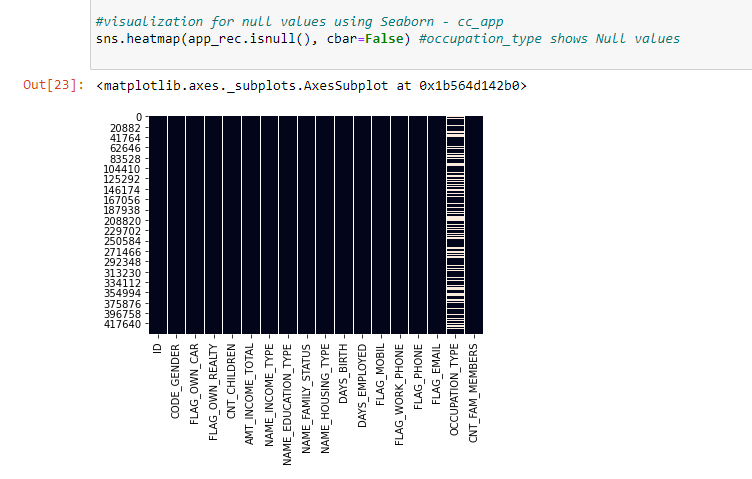 #visualization for null values using Seaborn - cc_app
sns.heatmap(app_rec.isnull(), cbar=False) #occupation_type shows Null values
Out[23]: <matplotlib.axes._subplots.AxesSubplot at 0x1b564d142b0>
0
20882
41764
62646
83528
104410
125292
146174
167056
187938
208820
229702
250584
271466
292348
313230
334112
354994
375876
396758
417640
ID
CODE_GENDER
FLAG_OWN_CAR
FLAG_OWN_REALTY
CNT_CHILDREN
AMT_INCOME_TOTAL
NAME_INCOME_TYPE
NAME_EDUCATION_TYPE
NAME_FAMILY_STATUS
NAME_HOUSING_TYPE
DAYS_BIRTH
DAYS_EMPLOYED
FLAG_MOBIL
FLAG_WORK_PHONE
FLAG_PHONE
FLAG_EMAIL
OCCUPATION_TYPE
CNT_FAM_MEMBERS